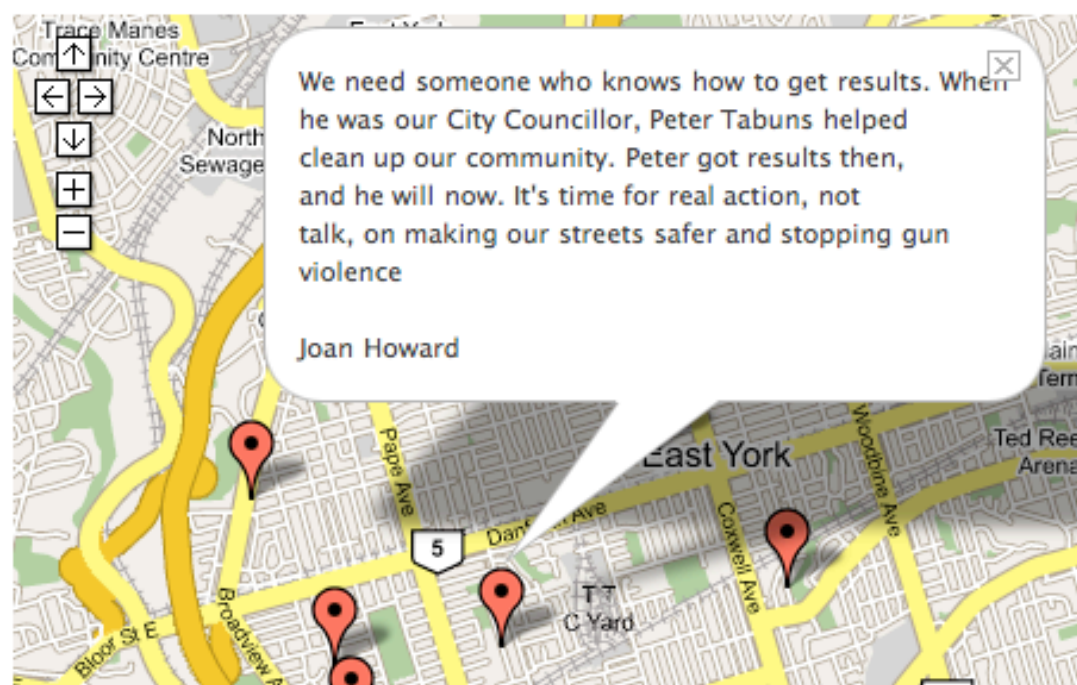 Trace Manes
Community Centre
North
Sewage
We need someone who knows how to get results. When
he was our City Councillor, Peter Tabuns helped
clean up our community. Peter got results then,
and he will now. It's time for real action, not
talk, on making our streets safer and stopping gun
violence
Joan Howard
Pape Ave
East York
Woodbine Ave
Ted Ree
Arena
5
Coxwell Ave
T T
C Yard
Broadview A
Bloor St E